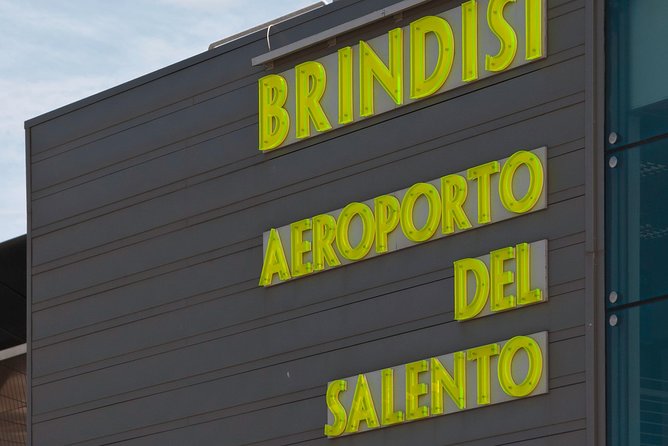 BRINDISI
AEROPORTO
DEL
SALENTO